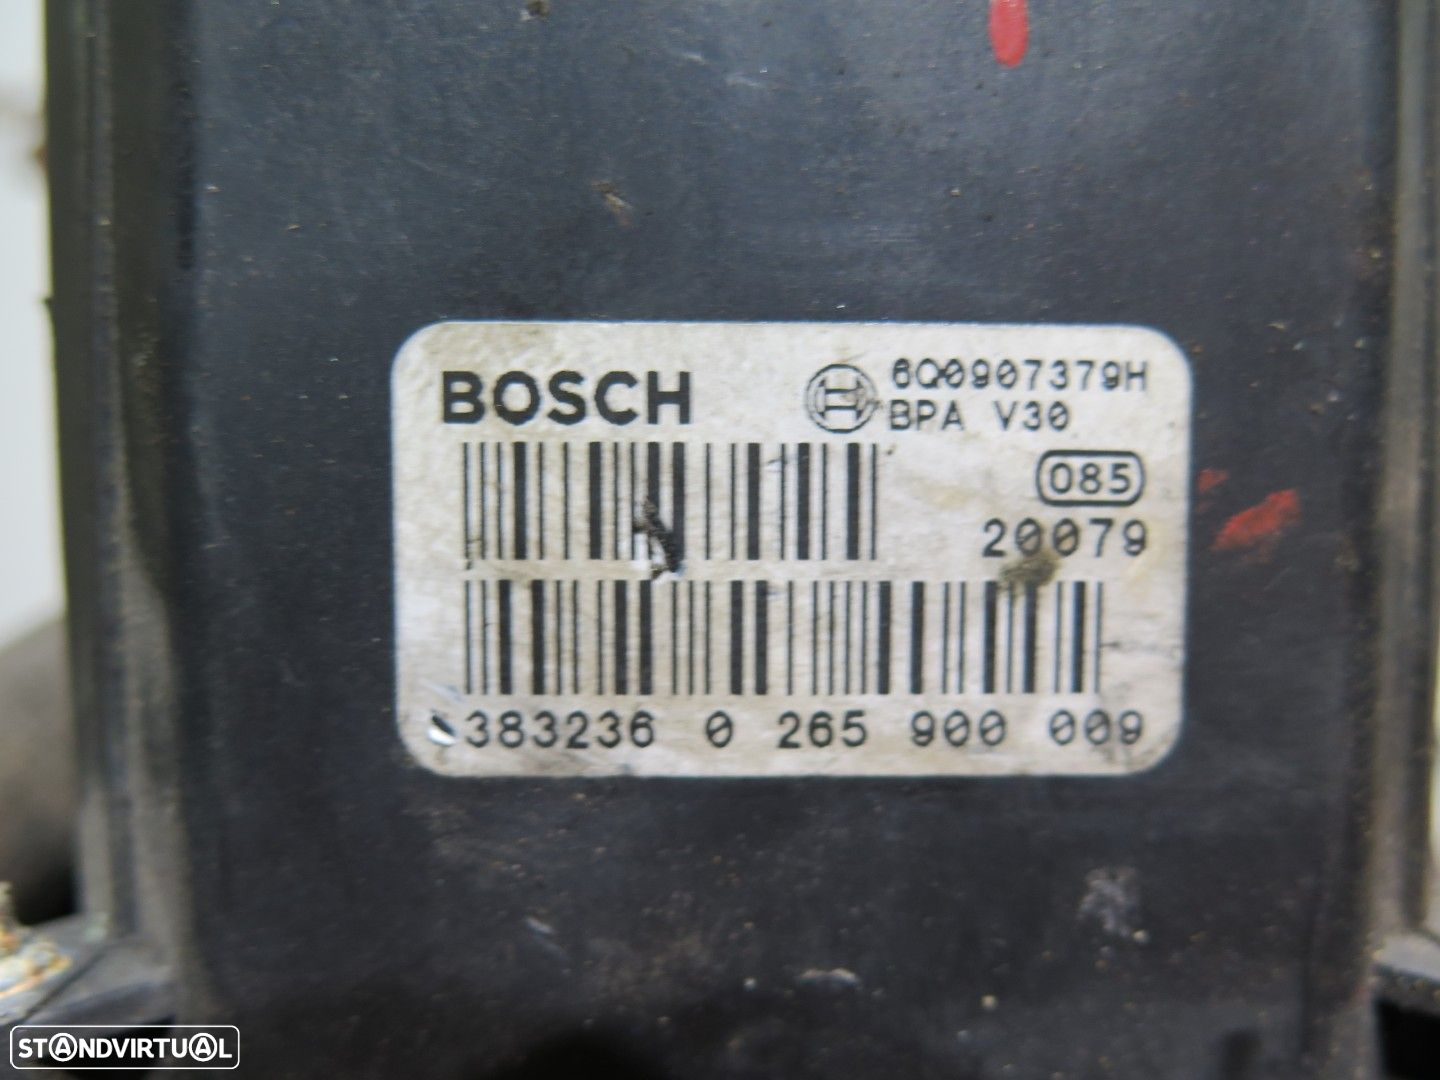 BOSCH
6Q0907379H
BPA V30
085
20079
383236 0 265 900 009
STANDVIRTUAL